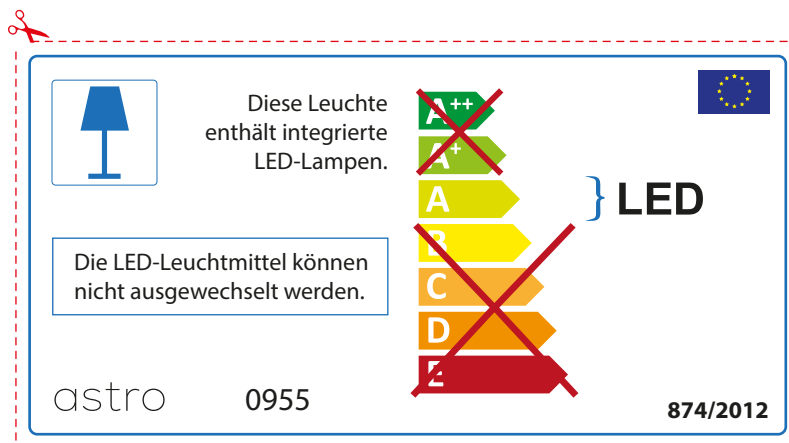 Diese Leuchte
enthält integrierte
LED-Lampen.
A++
A+
A
B
C
D
E
LED
Die LED-Leuchtmittel können
nicht ausgewechselt werden.
astro
0955
874/2012